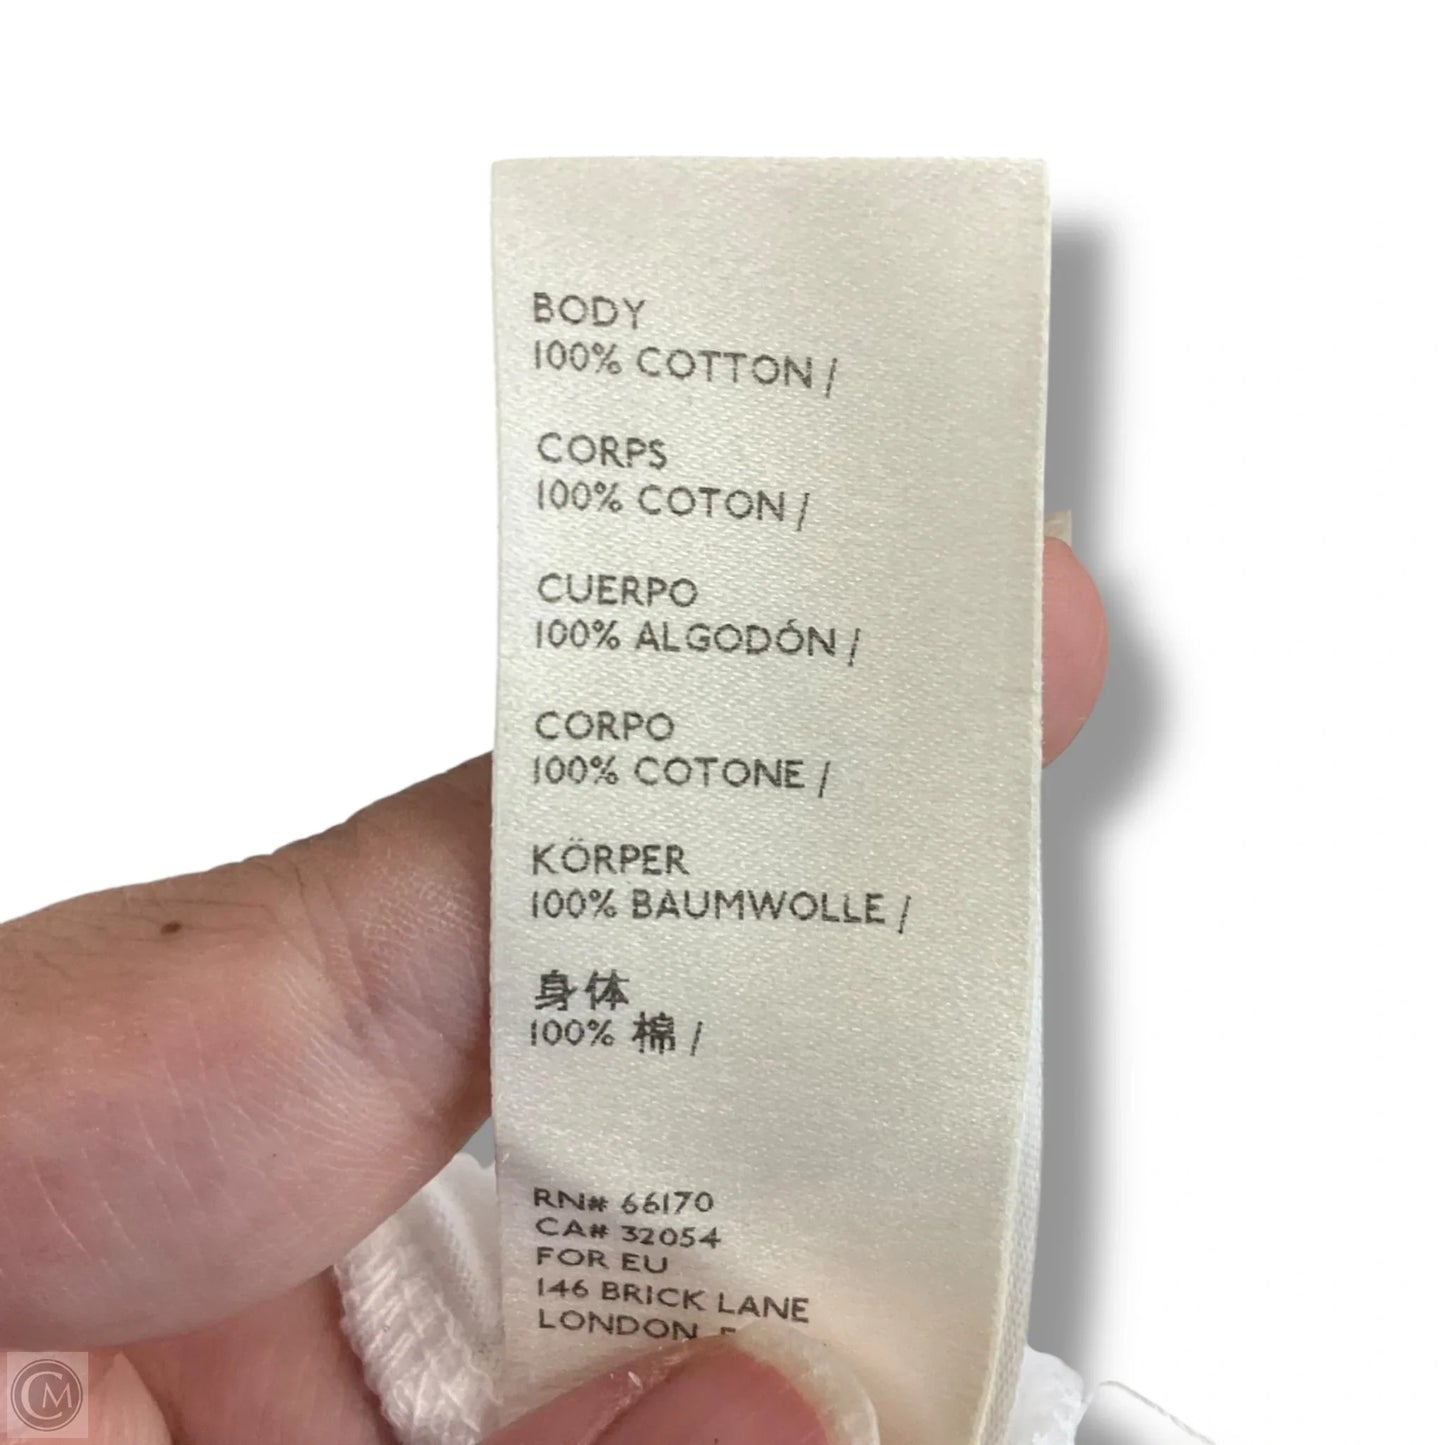 BODY
100% COTTON /
CORPS
100% COTON /
CUERPO
100% ALGODÓN /
CORPO
100% COTONE /
KÖRPER
100% BAUMWOLLE /
身体
100% 棉 /
RN# 66170
CA# 32054
FOR EU
146 BRICK LANE
LONDON,
CM